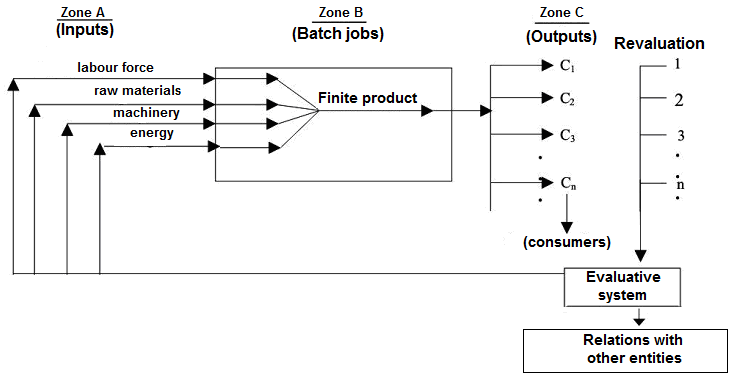 Zone A
(Inputs)
Zone B
(Batch jobs)
Zone C
(Outputs)
Revaluation
labour force
raw materials
machinery
energy
Finite product
C1
C2
C3
Cn
(consumers)
1
2
3
n
Evaluative
system
Relations with
other entities